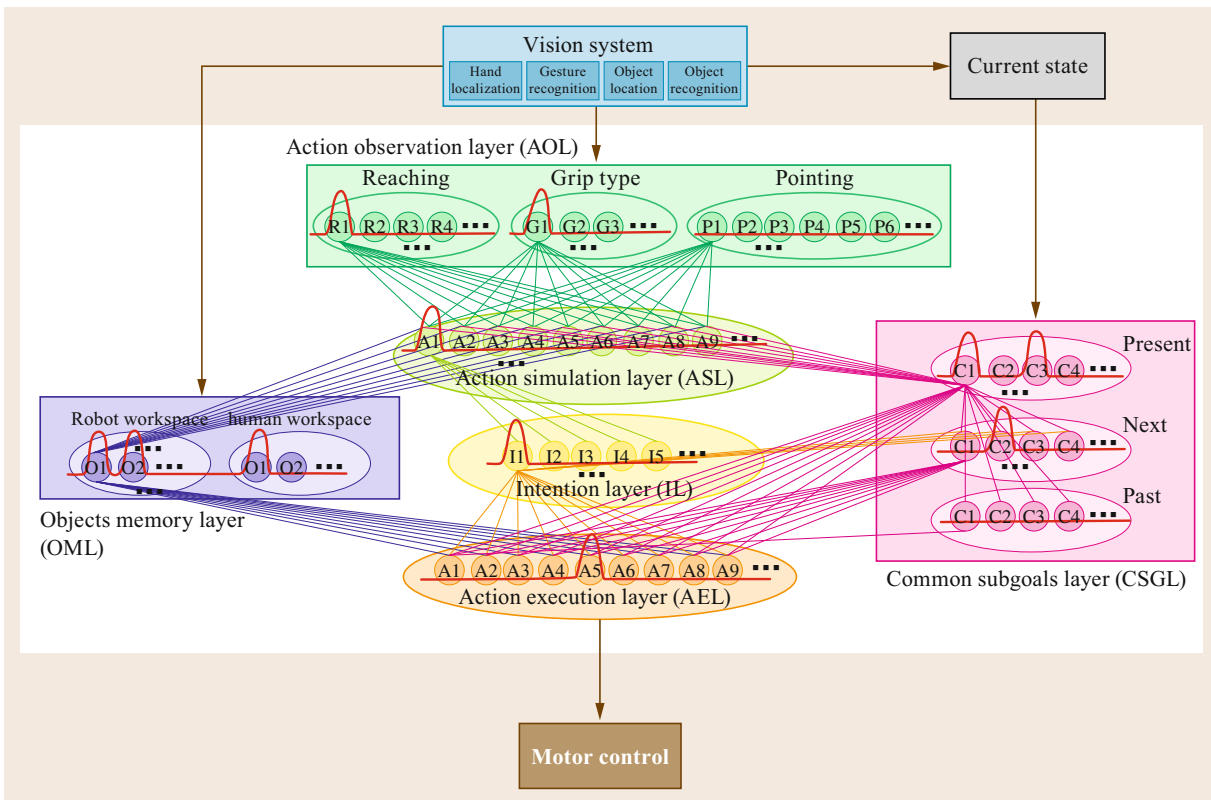 Vision system
Hand localization
Gesture recognition
Object location
Object recognition
Current state
Action observation layer (AOL)
Reaching
Grip type
Pointing
R1 R2 R3 R4
G1 G2 G3
P1 P2 P3 P4 P5 P6
A1 A2 A3 A4 A5 A6 A7 A8 A9
Action simulation layer (ASL)
Robot workspace
human workspace
O1 O2
O1 O2
Objects memory layer
(OML)
I1 I2 I3 I4 I5
Intention layer (IL)
Present
C1 C2 C3 C4
Next
C1 C2 C3 C4
Past
C1 C2 C3 C4
Common subgoals layer (CSGL)
A1 A2 A3 A4 A5 A6 A7 A8 A9
Action execution layer (AEL)
Motor control